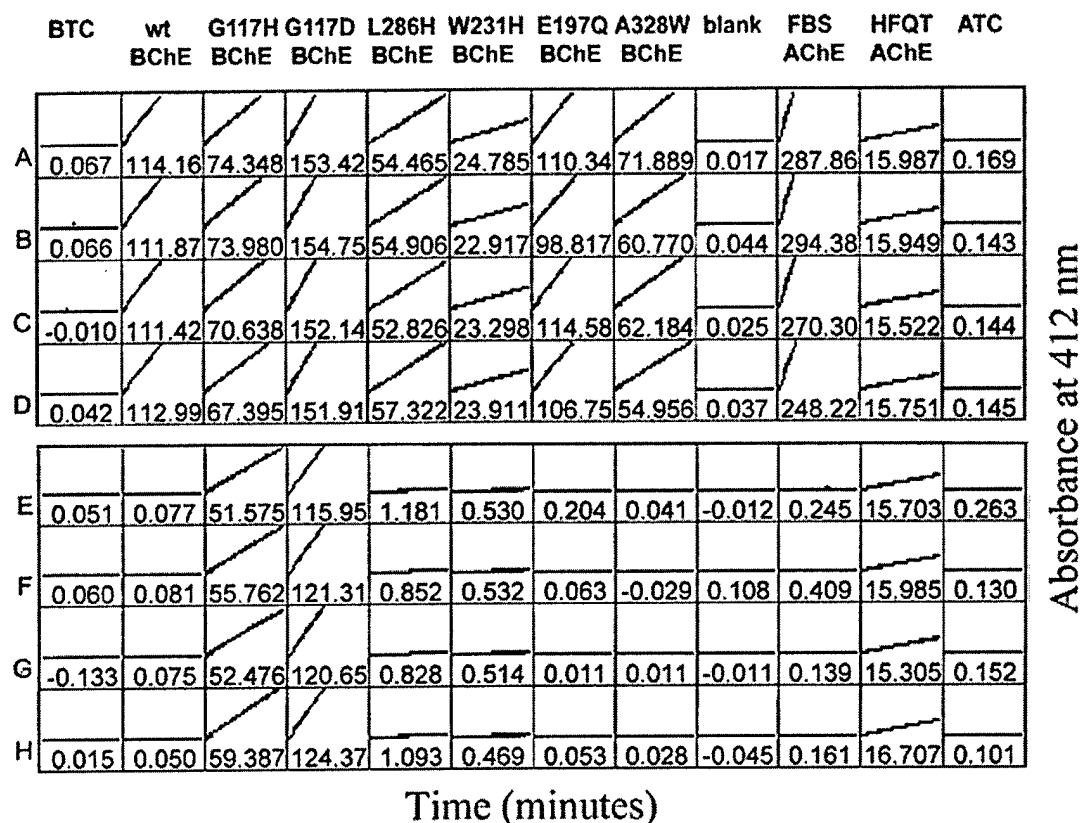 BTC wt G117H G117D L286H W231H E197Q A328W blank FBS HFQT ATC
BChE BChE BChE BChE BChE BChE BChE AChE AChE
A 0.067 114.16 74.348 153.42 54.465 24.785 110.34 71.889 0.017 287.86 15.987 0.169
B 0.066 111.87 73.980 154.75 54.906 22.917 98.817 60.770 0.044 294.38 15.949 0.143
C -0.010 111.42 70.638 152.14 52.826 23.298 114.58 62.184 0.025 270.30 15.522 0.144
D 0.042 112.99 67.395 151.91 57.322 23.911 106.75 54.956 0.037 248.22 15.751 0.145
E 0.051 0.077 51.575 115.95 1.181 0.530 0.204 0.041 -0.012 0.245 15.703 0.263
F 0.060 0.081 55.762 121.31 0.852 0.532 0.063 -0.029 0.108 0.409 15.985 0.130
G -0.133 0.075 52.476 120.65 0.828 0.514 0.011 0.011 -0.011 0.139 15.305 0.152
H 0.015 0.050 59.387 124.37 1.093 0.469 0.053 0.028 -0.045 0.161 16.707 0.101
Absorbance at 412 nm
Time (minutes)